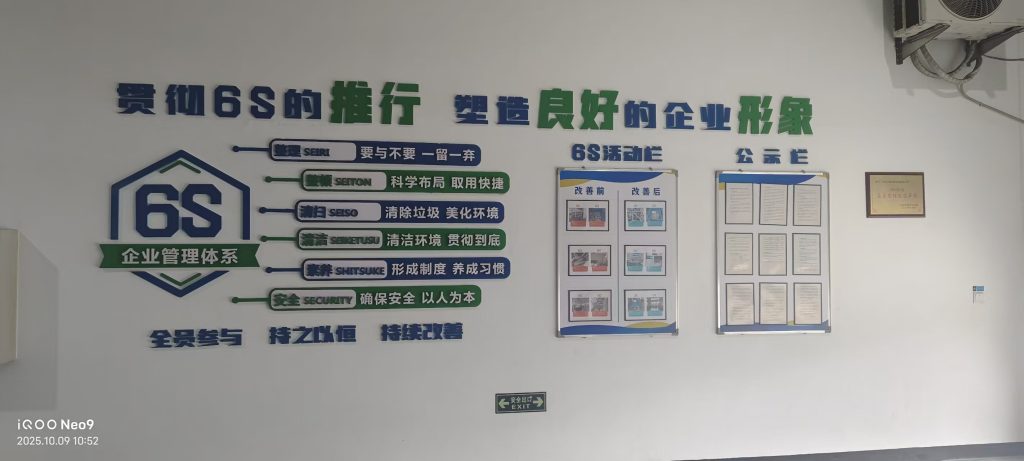 贯彻6S的推行 塑造良好的企业形象
6S
企业管理体系
整理 SEIRI 要与不要 一留一弃
整顿 SEITON 科学布局 取用快捷
清扫 SEISO 清除垃圾 美化环境
清洁 SEIKETUSU 清洁环境 贯彻到底
素养 SHITSUKE 形成制度 养成习惯
安全 SECURITY 确保安全 以人为本
全员参与 持之以恒 持续改善
6S活动栏
改善前 改善后
公示栏
安全出口
EXIT
iQOO Neo9
2025.10.09 10:52